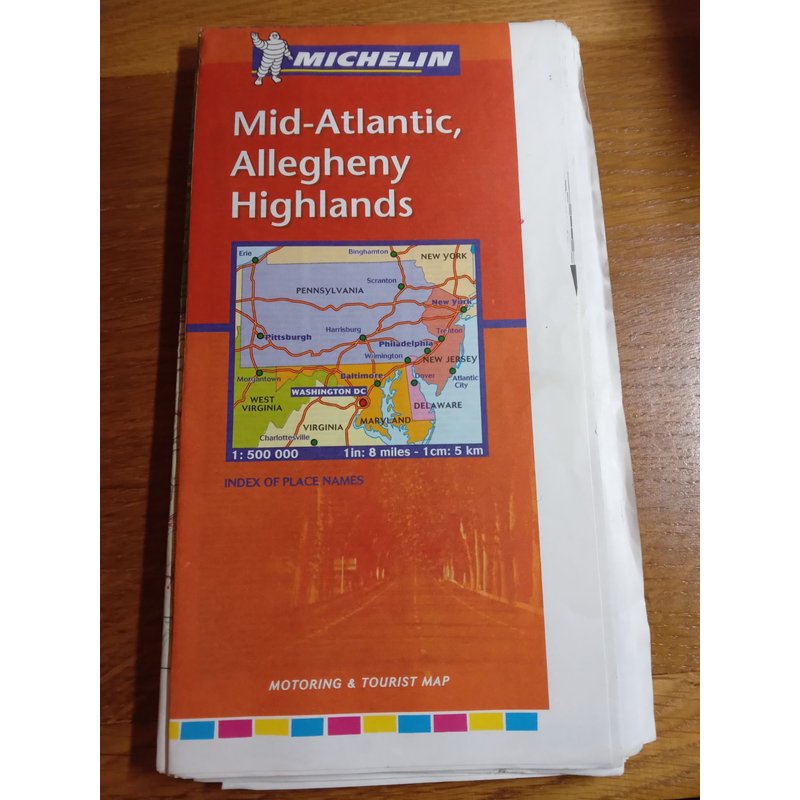 MICHELIN
Mid-Atlantic,
Allegheny
Highlands
Erie
Binghamton
NEW YORK
Scranton
PENNSYLVANIA
New York
Harrisburg
Trenton
Pittsburgh
Philadelphia
Wilmington
NEW JERSEY
Morgantown
Baltimore
Dover
Atlantic
City
WASHINGTON DC
WEST
VIRGINIA
DELAWARE
MARYLAND
VIRGINIA
Charlottesville
1: 500 000
1in: 8 miles - 1cm: 5 km
INDEX OF PLACE NAMES
MOTORING & TOURIST MAP